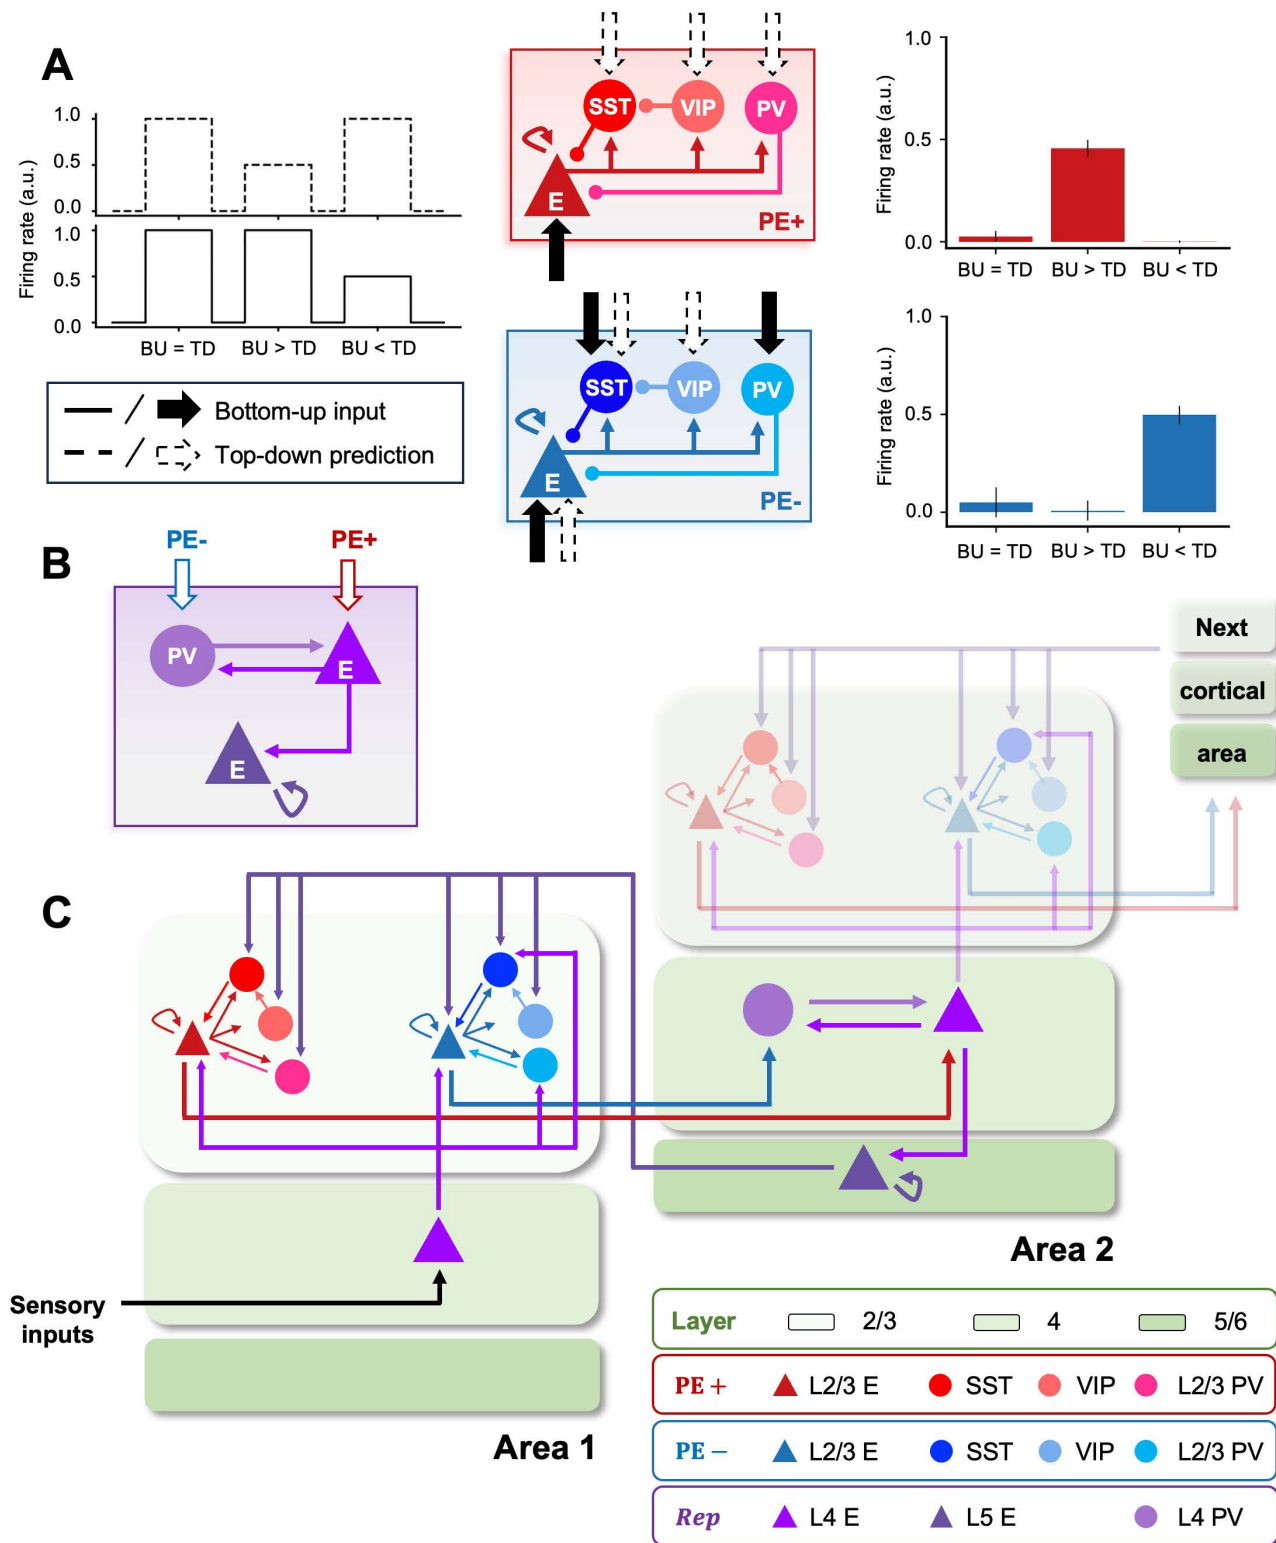 A
Firing rate (a.u.)
1.0
0.5
0.0
1.0
0.5
0.0
BU = TD
BU > TD
BU < TD
/
Bottom-up input
/
Top-down prediction
SST
VIP
PV
E
PE+
SST
VIP
PV
E
PE-
Firing rate (a.u.)
1.0
0.5
0.0
BU = TD
BU > TD
BU < TD
Firing rate (a.u.)
1.0
0.5
0.0
BU = TD
BU > TD
BU < TD
B
PE-
PE+
PV
E
E
C
Next
cortical
area
Sensory
inputs
Area 1
Area 2
Layer 2/3 4 5/6
PE + L2/3 E SST VIP L2/3 PV
PE − L2/3 E SST VIP L2/3 PV
Rep L4 E L5 E L4 PV